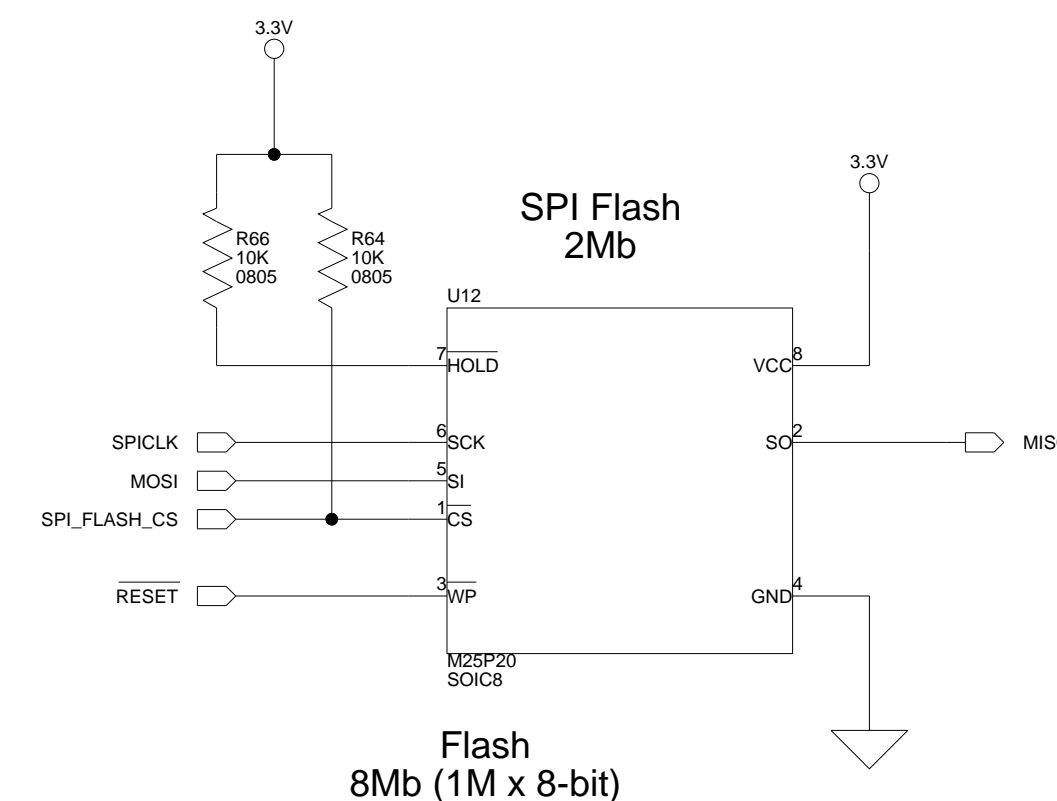 3.3V
3.3V
SPI Flash
2Mb
R66
10K
0805
R64
10K
0805
U12
7
HOLD
VCC
8
SPICLK
6
SCK
SO
2
MIS
MOSI
5
SI
SPI_FLASH_CS
1
CS
RESET
3
WP
GND
4
M25P20
SOIC8
Flash
8Mb (1M x 8-bit)